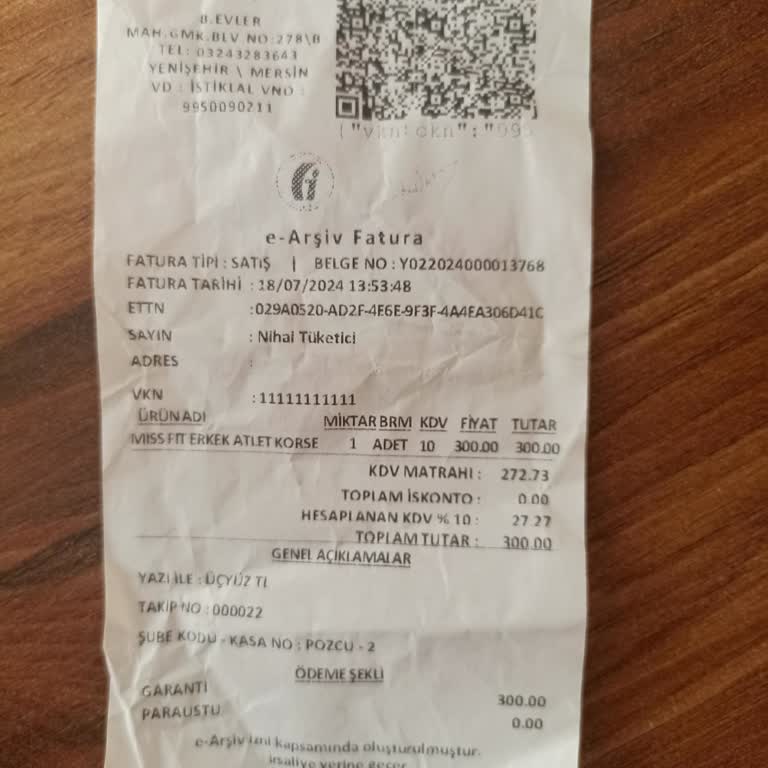 B.EVLER
MAH.GMK.BLV NO:278\B
TEL: 03243283643
YENİŞEHİR \ MERSİN
VD : İSTİKLAL VNO :
9950090211
{"vkntckn":"995
e-Arşiv Fatura
FATURA TİPİ : SATIŞ | BELGE NO : Y022024000013768
FATURA TARİHİ : 18/07/2024 13:53:48
ETTN :029A0520-AD2F-4E6E-9F3F-4A4EA306D41C
SAYIN : Nihai Tüketici
ADRES :
VKN : 11111111111
ÜRÜN ADI MİKTAR BRM KDV FİYAT TUTAR
MISS FIT ERKEK ATLET KORSE 1 ADET 10 300.00 300.00
KDV MATRAHI : 272.73
TOPLAM İSKONTO : 0.00
HESAPLANAN KDV % 10 : 27.27
TOPLAM TUTAR : 300.00
GENEL AÇIKLAMALAR
YAZI İLE : ÜÇYÜZ TL
TAKİP NO : 000022
ŞUBE KODU - KASA NO : POZCU - 2
ÖDEME ŞEKLİ
GARANTİ 300.00
PARAUSTU 0.00
e-Arşiv izni kapsamında oluşturulmuştur.
İrsaliye yerine geçer.